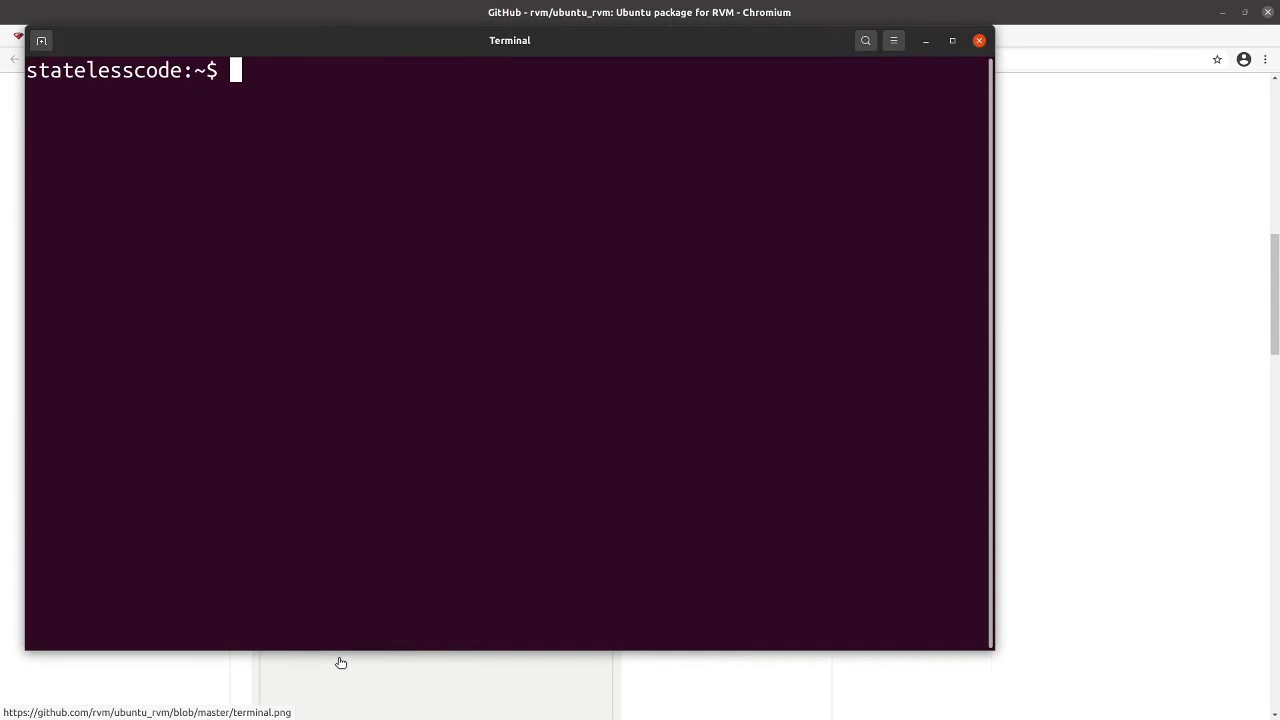 GitHub - rvm/ubuntu_rvm: Ubuntu package for RVM - Chromium
Terminal
statelesscode:~$
https://github.com/rvm/ubuntu_rvm/blob/master/terminal.png